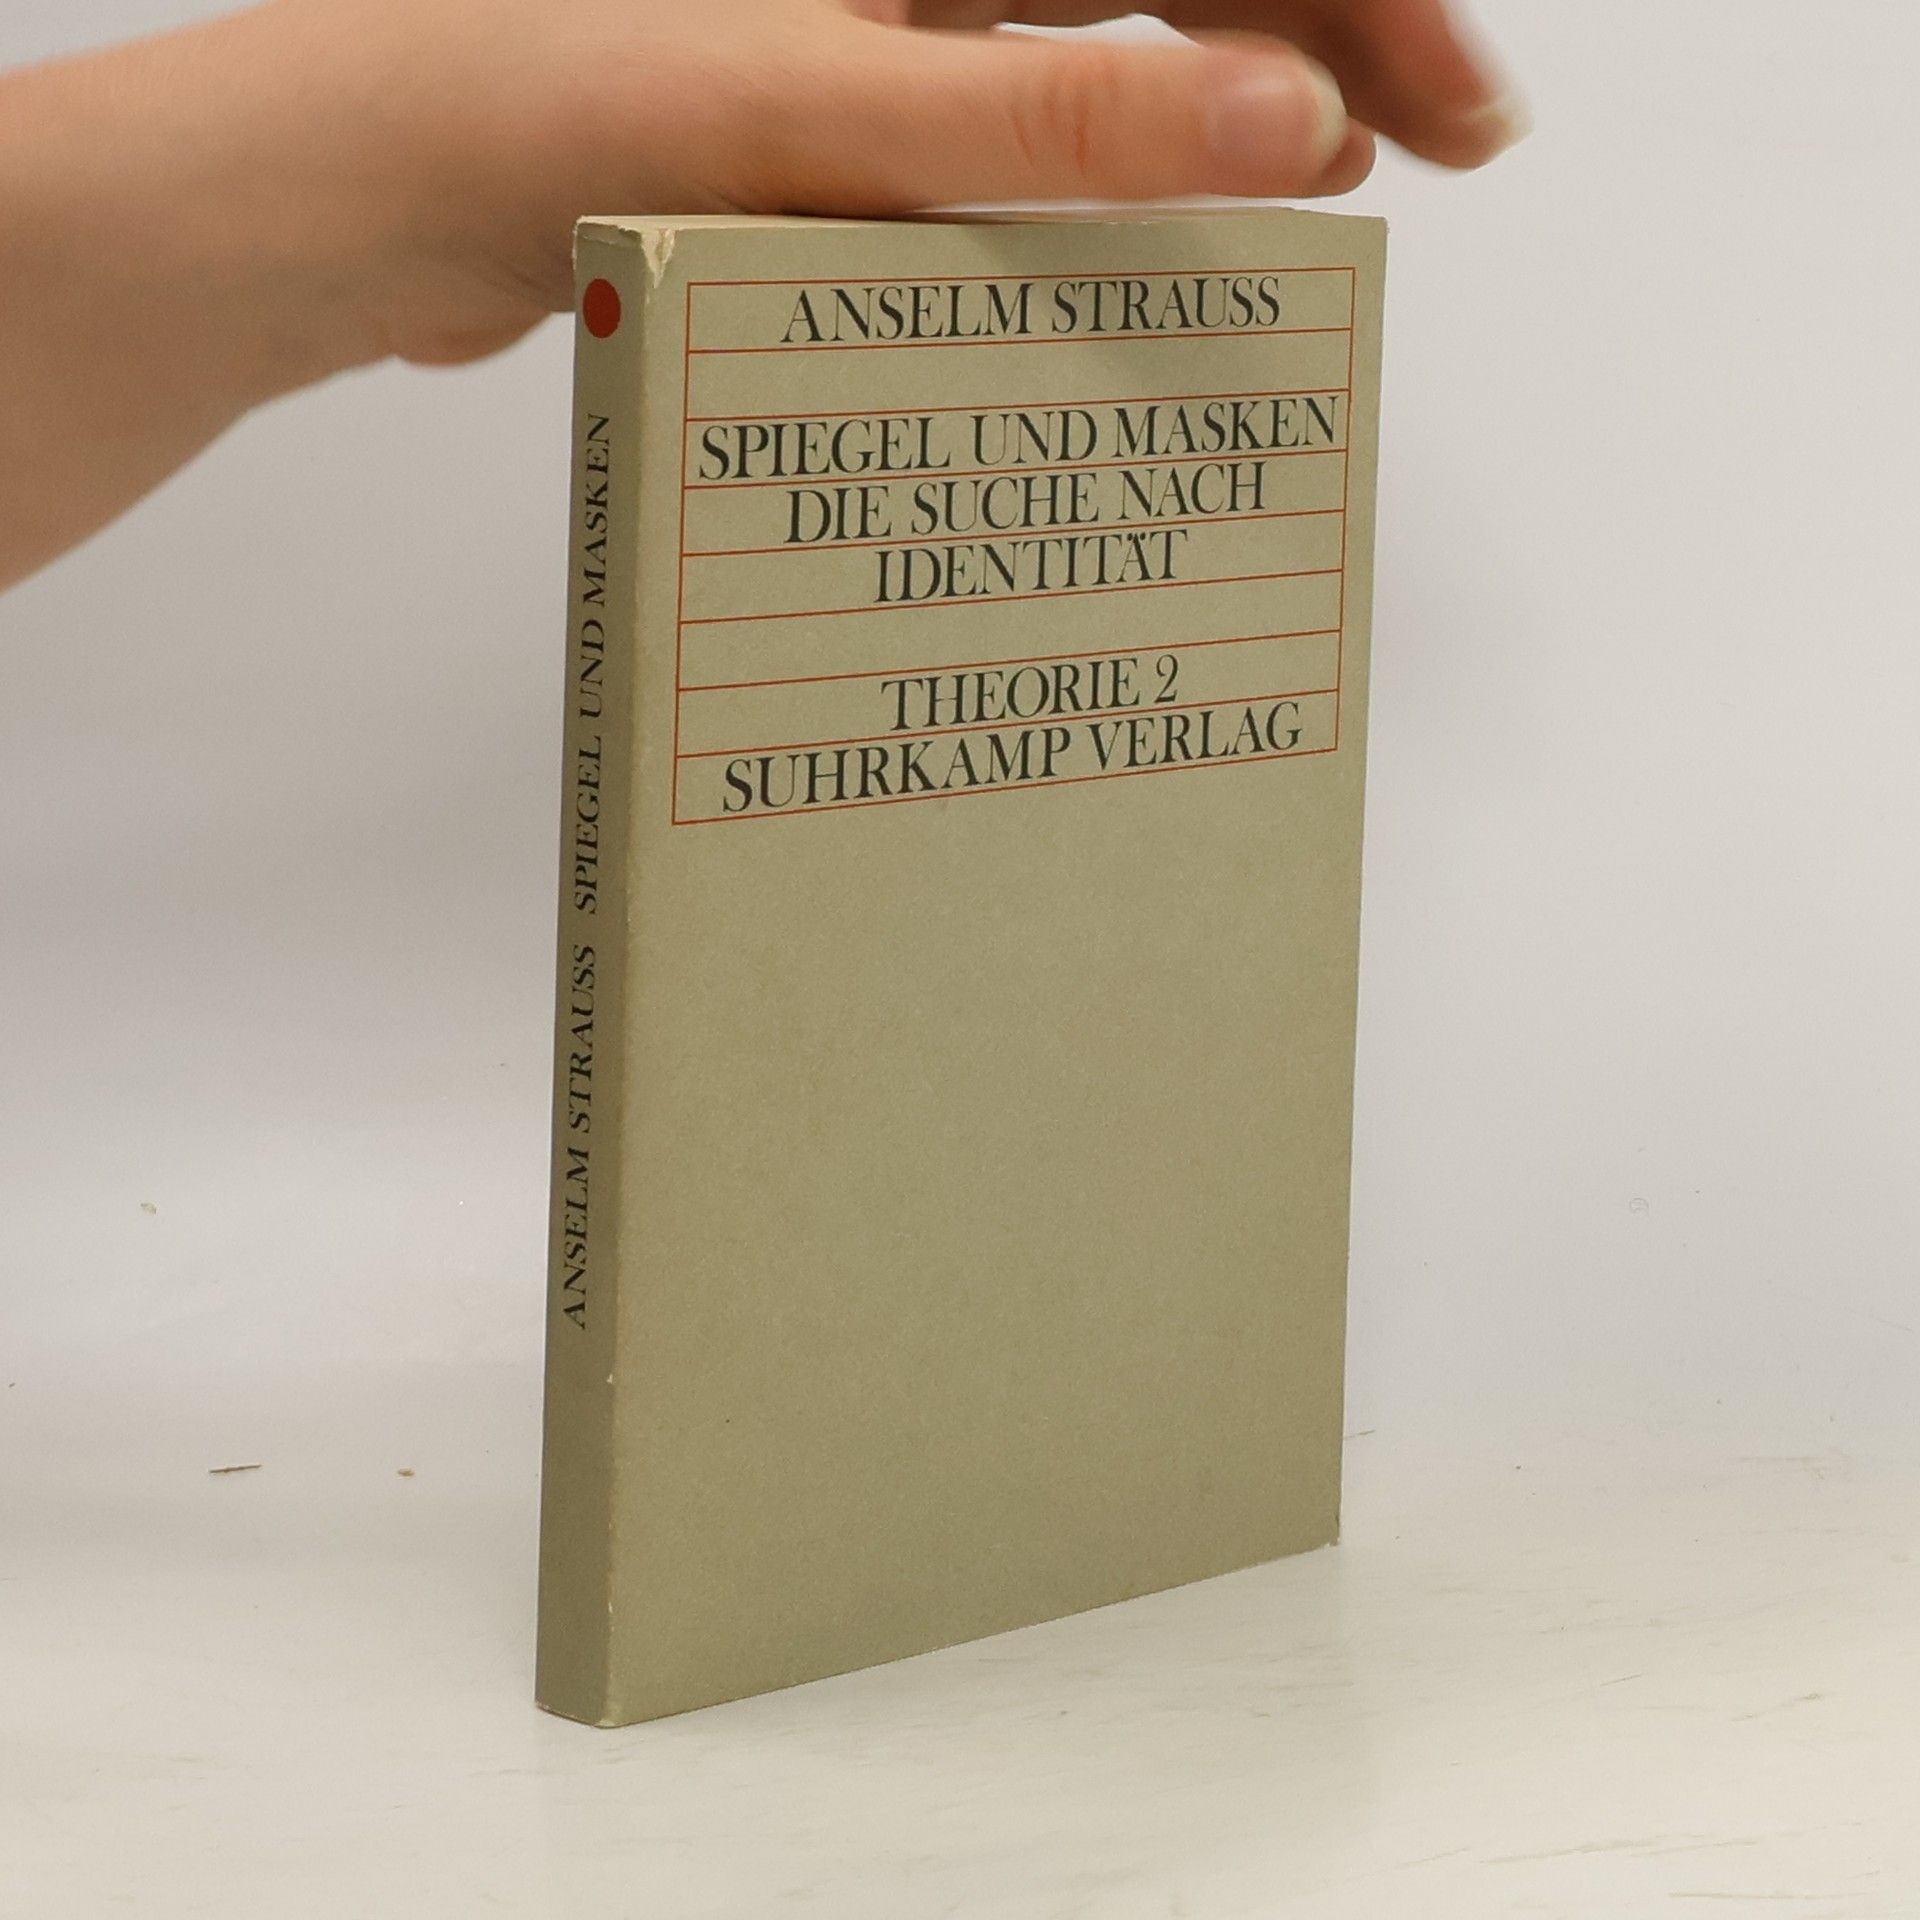 ANSELM STRAUSS
SPIEGEL UND MASKEN
DIE SUCHE NACH
IDENTITÄT
THEORIE 2
SUHRKAMP VERLAG
ANSELM STRAUSS SPIEGEL UND MASKEN